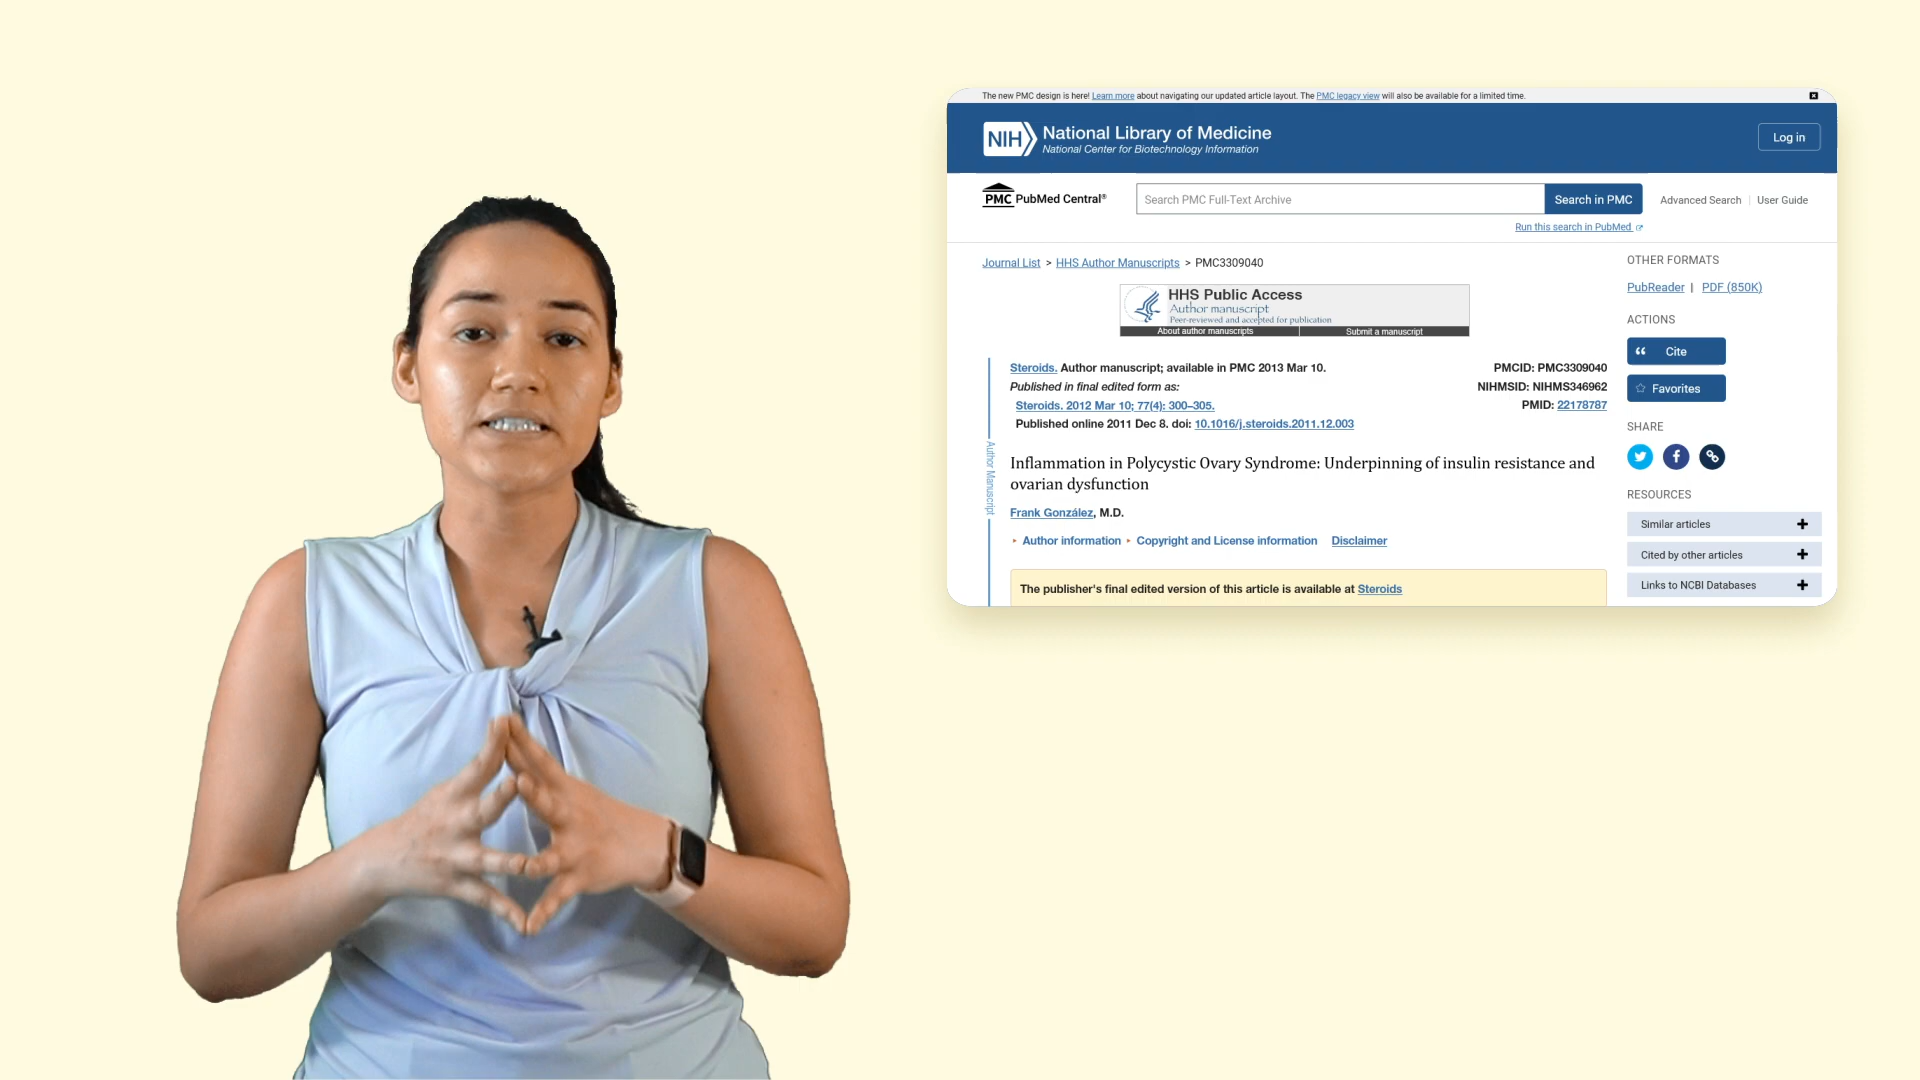 The new PMC design is here! Learn more about navigating our updated article layout. The PMC legacy view will also be available for a limited time.
NIH National Library of Medicine
National Center for Biotechnology Information
Log in
PMC PubMed Central®
Search PMC Full-Text Archive
Search in PMC
Advanced Search
User Guide
Run this search in PubMed
Journal List > HHS Author Manuscripts > PMC3309040
HHS Public Access
Author manuscript
Peer-reviewed and accepted for publication
About author manuscripts
Submit a manuscript
Author Manuscript
Steroids. Author manuscript; available in PMC 2013 Mar 10.
Published in final edited form as:
Steroids. 2012 Mar 10; 77(4): 300–305.
Published online 2011 Dec 8. doi: 10.1016/j.steroids.2011.12.003
PMCID: PMC3309040
NIHMSID: NIHMS346962
PMID: 22178787
Inflammation in Polycystic Ovary Syndrome: Underpinning of insulin resistance and
ovarian dysfunction
Frank González, M.D.
Author information
Copyright and License information
Disclaimer
The publisher's final edited version of this article is available at Steroids
OTHER FORMATS
PubReader | PDF (850K)
ACTIONS
Cite
Favorites
SHARE
RESOURCES
Similar articles
Cited by other articles
Links to NCBI Databases